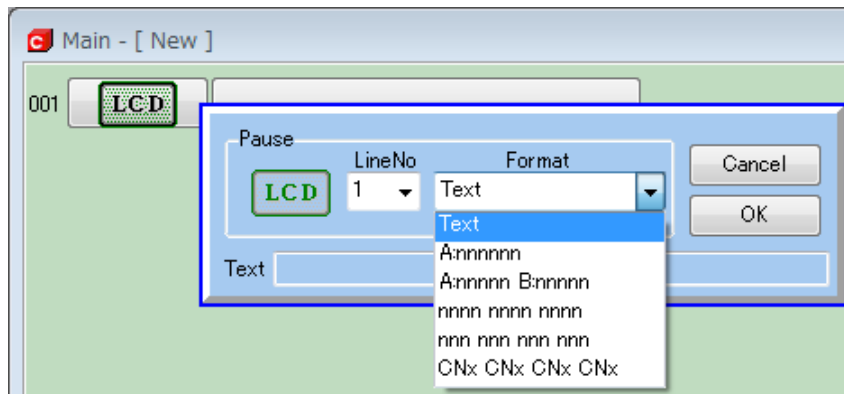 C Main - [ New ]
001 LCD
Pause
LineNo Format
LCD 1 Text
Cancel
OK
Text
A:nnnnnn
A:nnnnn B:nnnnn
nnnn nnnn nnnn
nnn nnn nnn nnn
CNx CNx CNx CNx
Text